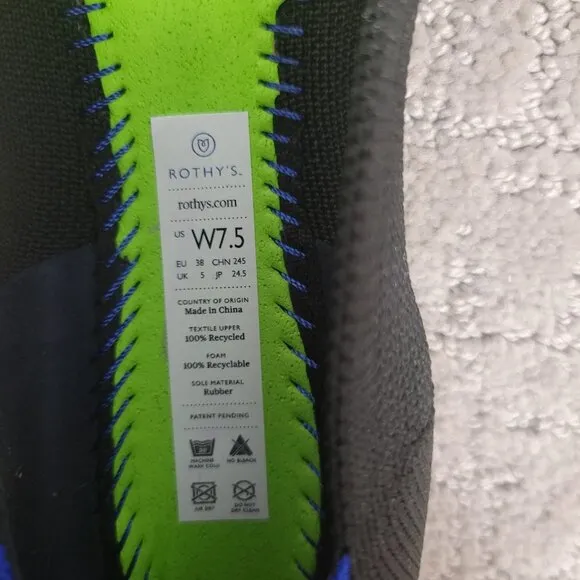 ROTHY'S™
rothys.com
US W7.5
EU 38 CHN 245
UK 5 JP 24.5
COUNTRY OF ORIGIN
Made in China
TEXTILE UPPER
100% Recycled
FOAM
100% Recyclable
SOLE MATERIAL
Rubber
PATENT PENDING
30
MACHINE WASH COLD
NO BLEACH
AIR DRY
DO NOT DRY CLEAN